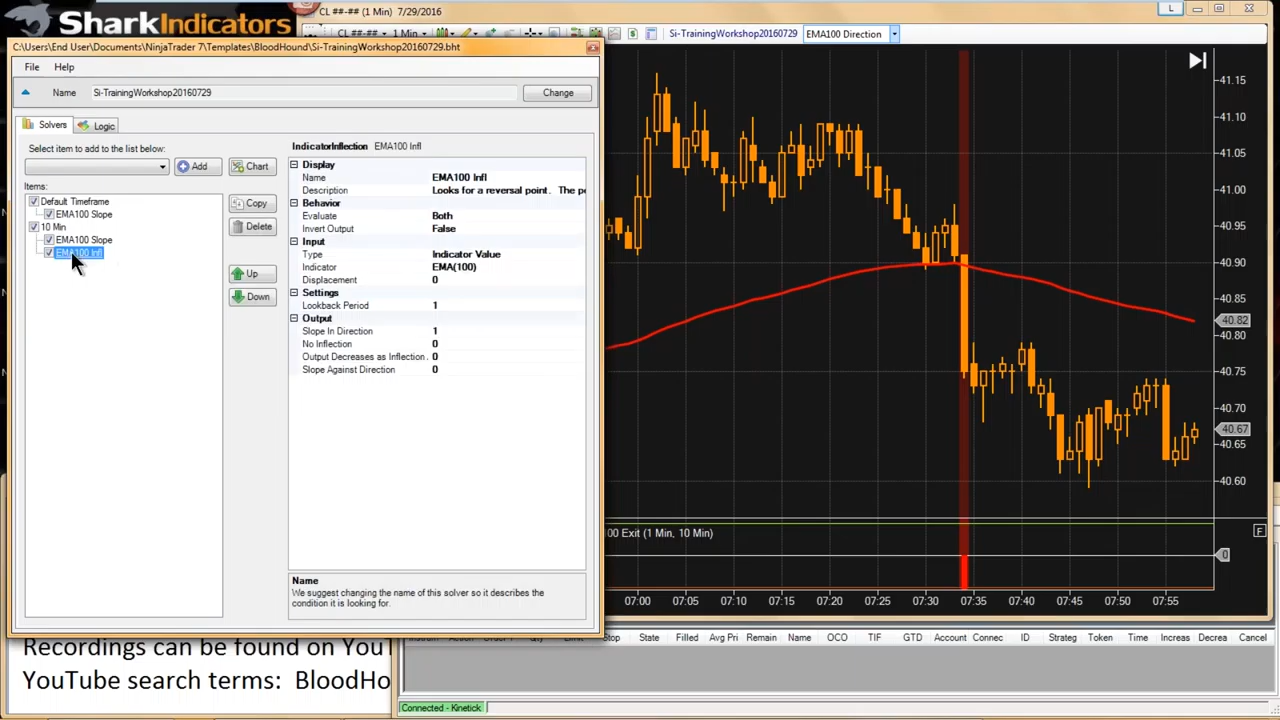 SharkIndicators
CL ##-## (1 Min) 7/29/2016
L
C:\Users\End User\Documents\NinjaTrader 7\Templates\BloodHound\Si-TrainingWorkshop20160729.bht
CL ##-##
1 Min
Si-TrainingWorkshop20160729
EMA100 Direction
File
Help
Name
Si-TrainingWorkshop20160729
Change
Solvers
Logic
Select item to add to the list below:
Add
Chart
Items:
Default Timeframe
EMA100 Slope
10 Min
EMA100 Slope
EMA100 Infl
Copy
Delete
Up
Down
IndicatorInflection EMA100 Infl
Display
Name EMA100 Infl
Description Looks for a reversal point. The po
Behavior
Evaluate Both
Invert Output False
Input
Type Indicator Value
Indicator EMA(100)
Displacement 0
Settings
Lookback Period 1
Output
Slope In Direction 1
No Inflection 0
Output Decreases as Inflection . 0
Slope Against Direction 0
Name
We suggest changing the name of this solver so it describes the
condition it is looking for.
41.15
41.10
41.05
41.00
40.95
40.90
40.85
40.82
40.80
40.75
40.70
40.67
40.65
40.60
00 Exit (1 Min, 10 Min)
F
0
07:00 07:05 07:10 07:15 07:20 07:25 07:30 07:35 07:40 07:45 07:50 07:55
State Filled Avg Pri Remain Name OCO TIF GTD Account Connec ID Strateg Token Time Increas Decrea Cancel
Recordings can be found on YouT
YouTube search terms: BloodHo
Connected - Kinetick